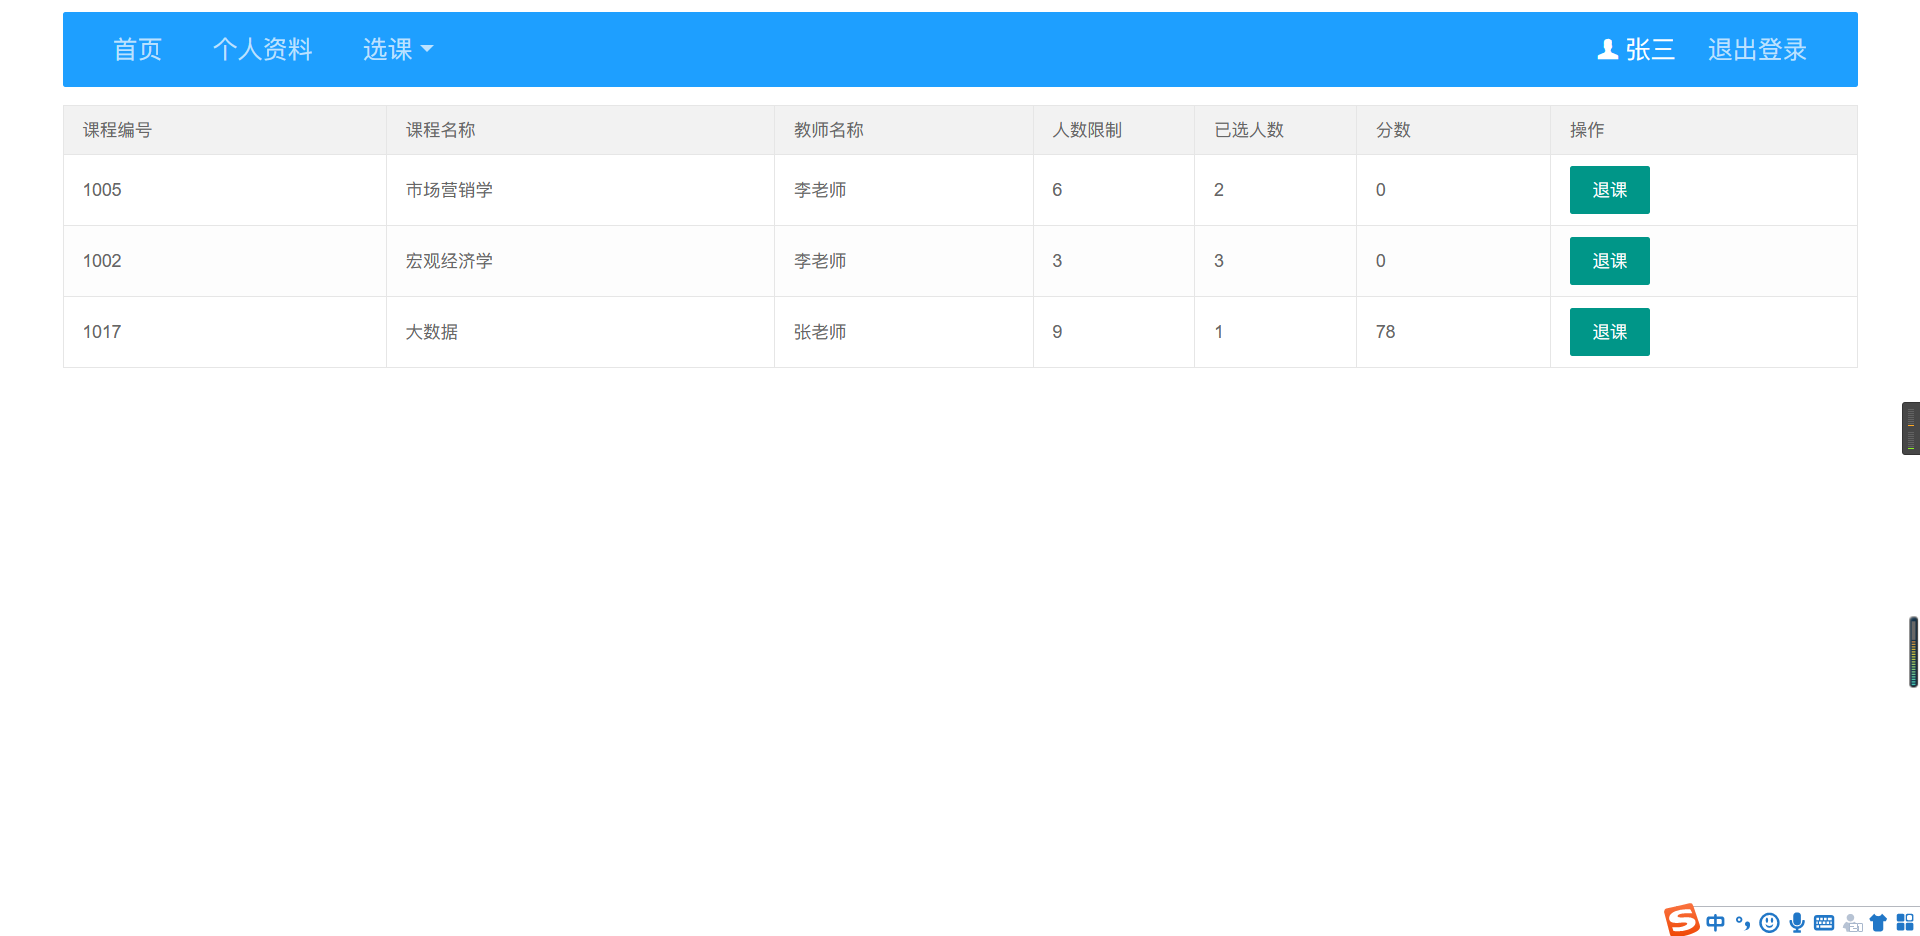 首页 个人资料 选课 张三 退出登录
课程编号 课程名称 教师名称 人数限制 已选人数 分数 操作
1005 市场营销学 李老师 6 2 0 退课
1002 宏观经济学 李老师 3 3 0 退课
1017 大数据 张老师 9 1 78 退课
S 中 °,